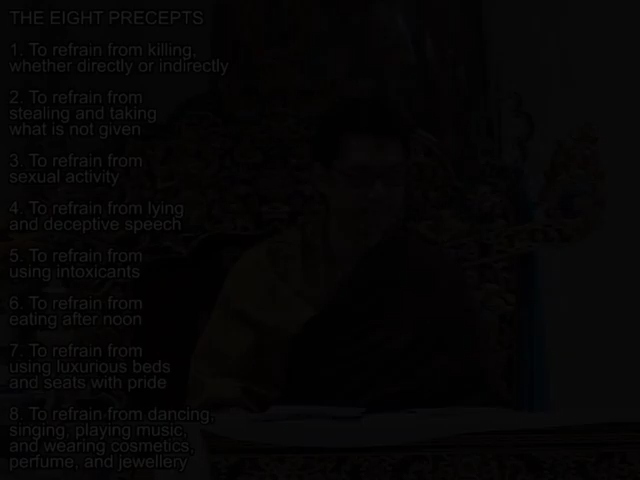 THE EIGHT PRECEPTS
1. To refrain from killing,
whether directly or indirectly
2. To refrain from
stealing and taking
what is not given
3. To refrain from
sexual activity
4. To refrain from lying
and deceptive speech
5. To refrain from
using intoxicants
6. To refrain from
eating after noon
7. To refrain from
using luxurious beds
and seats with pride
8. To refrain from dancing,
singing, playing music,
and wearing cosmetics,
perfume, and jewellery